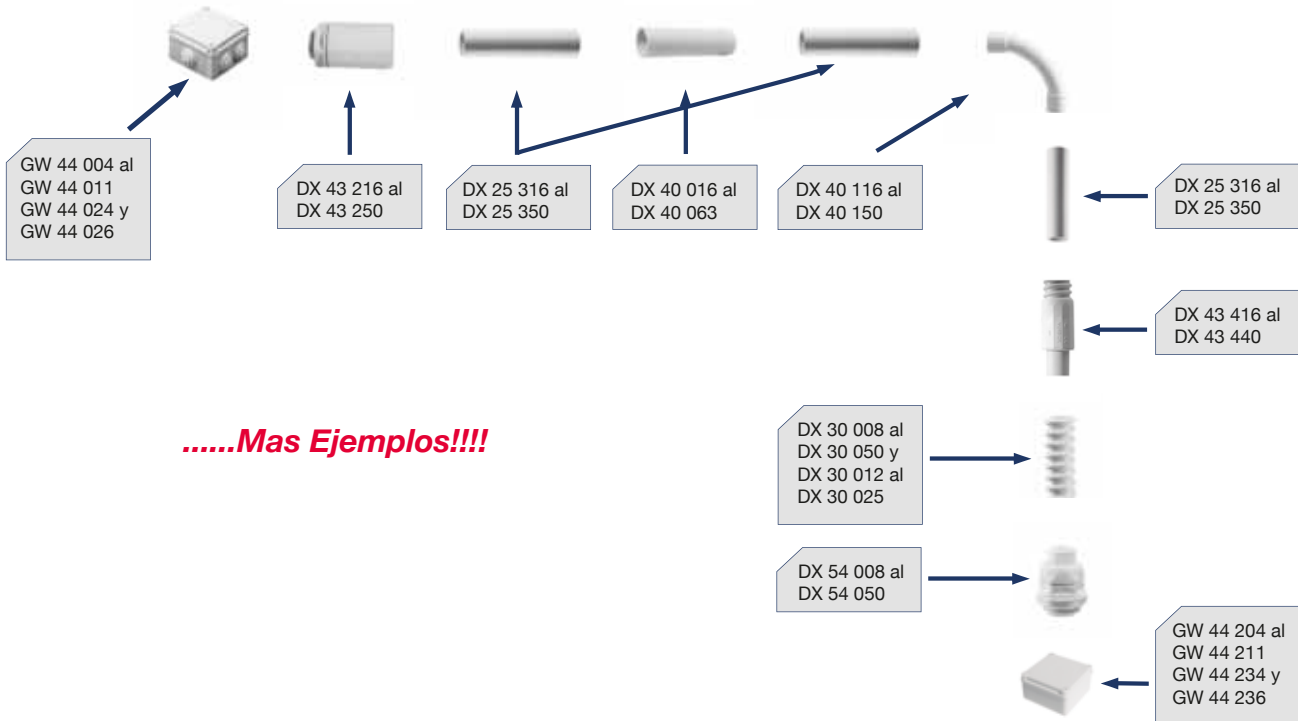 GW 44 004 al
GW 44 011
GW 44 024 y
GW 44 026
DX 43 216 al
DX 43 250
DX 25 316 al
DX 25 350
DX 40 016 al
DX 40 063
DX 40 116 al
DX 40 150
DX 25 316 al
DX 25 350
DX 43 416 al
DX 43 440
......Mas Ejemplos!!!!
DX 30 008 al
DX 30 050 y
DX 30 012 al
DX 30 025
DX 54 008 al
DX 54 050
GW 44 204 al
GW 44 211
GW 44 234 y
GW 44 236